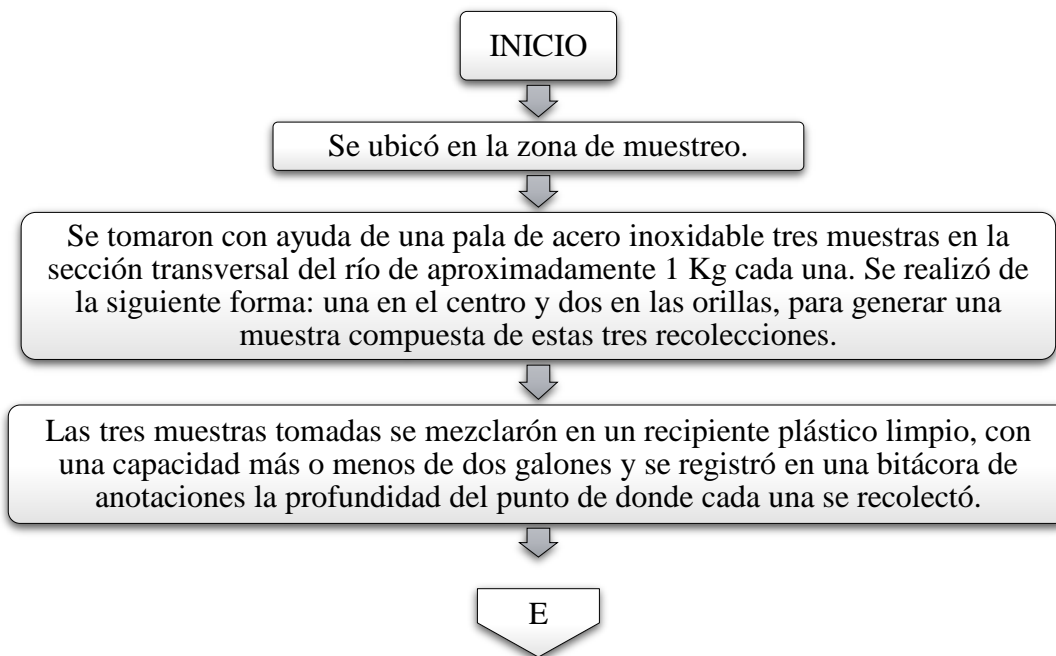 INICIO
Se ubicó en la zona de muestreo.
Se tomaron con ayuda de una pala de acero inoxidable tres muestras en la
sección transversal del río de aproximadamente 1 Kg cada una. Se realizó de
la siguiente forma: una en el centro y dos en las orillas, para generar una
muestra compuesta de estas tres recolecciones.
Las tres muestras tomadas se mezclarón en un recipiente plástico limpio, con
una capacidad más o menos de dos galones y se registró en una bitácora de
anotaciones la profundidad del punto de donde cada una se recolectó.
E